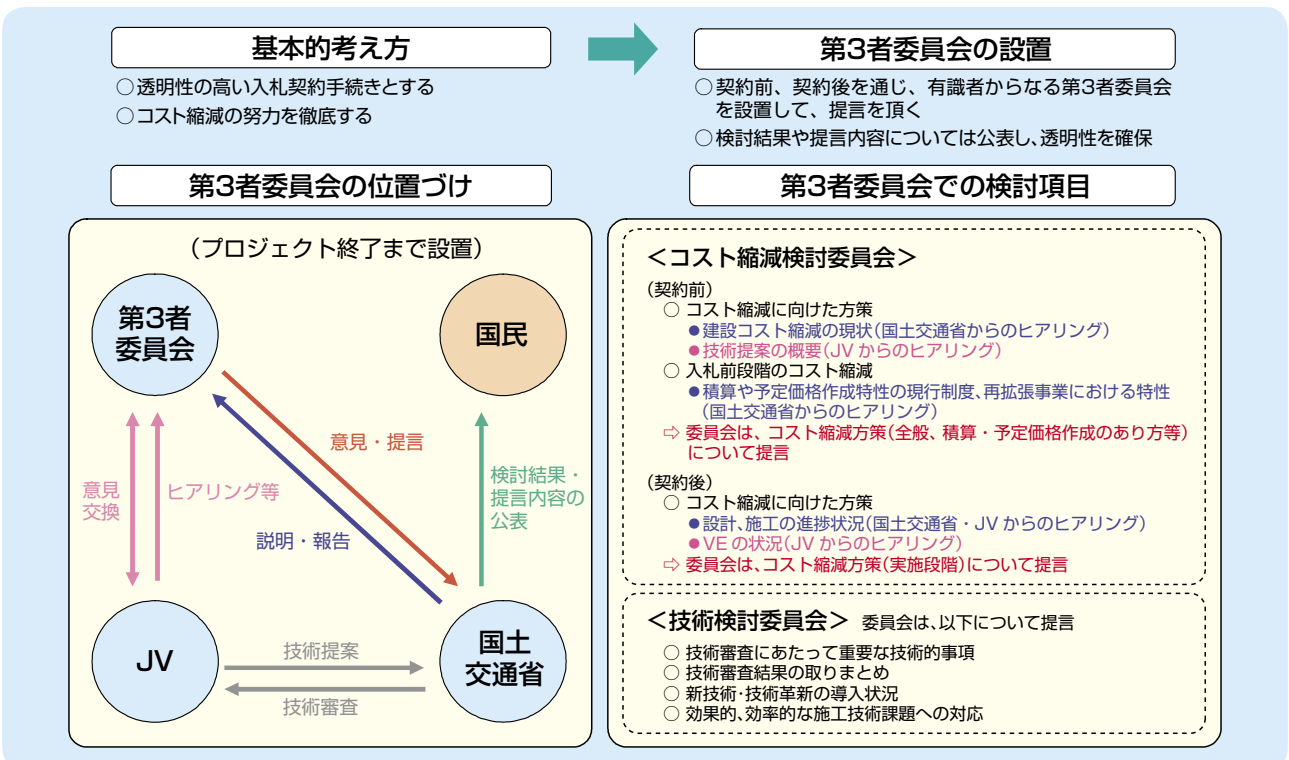 基本的考え方
○透明性の高い入札契約手続きとする
○コスト縮減の努力を徹底する
第3者委員会の設置
○契約前、契約後を通じ、有識者からなる第3者委員会
を設置して、提言を頂く
○検討結果や提言内容については公表し、透明性を確保
第3者委員会の位置づけ
(プロジェクト終了まで設置)
第3者
委員会
国民
意見・提言
検討結果・
提言内容の
公表
意見
交換
ヒアリング等
説明・報告
JV
技術提案
技術審査
国土
交通省
第3者委員会での検討項目
<コスト縮減検討委員会>
(契約前)
○ コスト縮減に向けた方策
●建設コスト縮減の現状(国土交通省からのヒアリング)
●技術提案の概要(JV からのヒアリング)
○ 入札前段階のコスト縮減
●積算や予定価格作成特性の現行制度、再拡張事業における特性
(国土交通省からのヒアリング)
⇨ 委員会は、コスト縮減方策(全般、積算・予定価格作成のあり方等)
について提言
(契約後)
○ コスト縮減に向けた方策
●設計、施工の進捗状況(国土交通省・JV からのヒアリング)
●VE の状況(JV からのヒアリング)
⇨ 委員会は、コスト縮減方策(実施段階)について提言
<技術検討委員会> 委員会は、以下について提言
○ 技術審査にあたって重要な技術的事項
○ 技術審査結果の取りまとめ
○ 新技術・技術革新の導入状況
○ 効果的、効率的な施工技術課題への対応